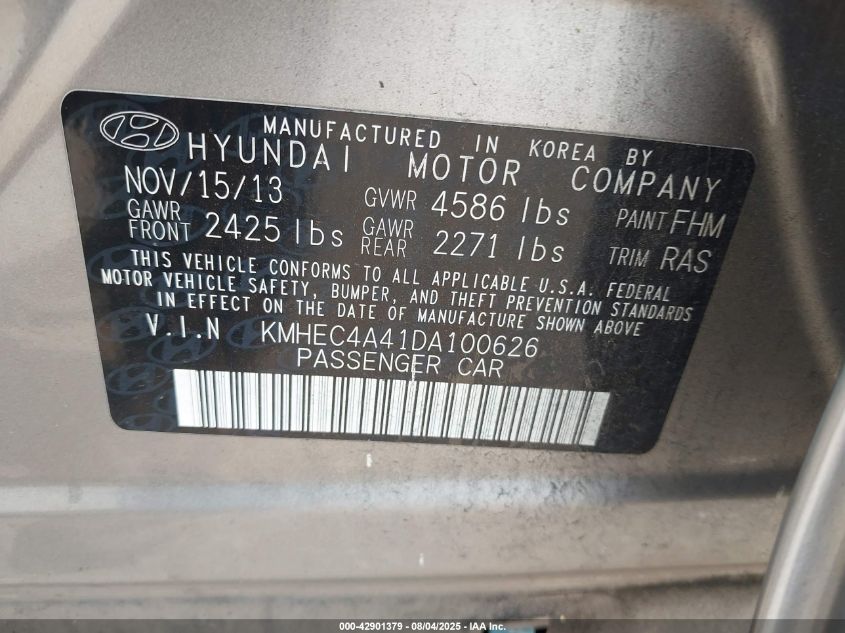 MANUFACTURED IN KOREA BY
HYUNDAI MOTOR COMPANY
NOV/15/13 GVWR 4586 lbs PAINT FHM
GAWR FRONT 2425 lbs GAWR REAR 2271 lbs TRIM RAS
THIS VEHICLE CONFORMS TO ALL APPLICABLE U.S.A. FEDERAL
MOTOR VEHICLE SAFETY, BUMPER, AND THEFT PREVENTION STANDARDS
IN EFFECT ON THE DATE OF MANUFACTURE SHOWN ABOVE
V.I.N KMHEC4A41DA100626
PASSENGER CAR
000-42901379 - 08/04/2025 - IAA Inc.